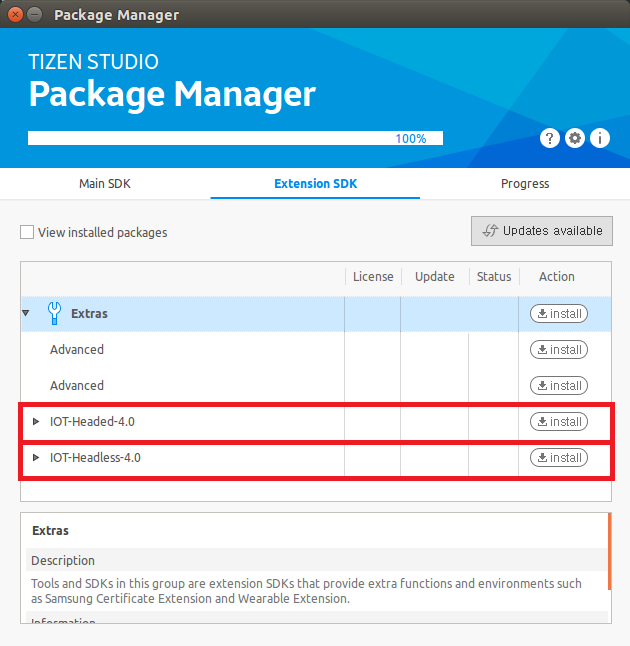 Package Manager
TIZEN STUDIO
Package Manager
100%
? i
Main SDK Extension SDK Progress
View installed packages Updates available
License Update Status Action
Extras install
Advanced install
Advanced install
IOT-Headed-4.0 install
IOT-Headless-4.0 install
Extras
Description
Tools and SDKs in this group are extension SDKs that provide extra functions and environments such
as Samsung Certificate Extension and Wearable Extension.
Information